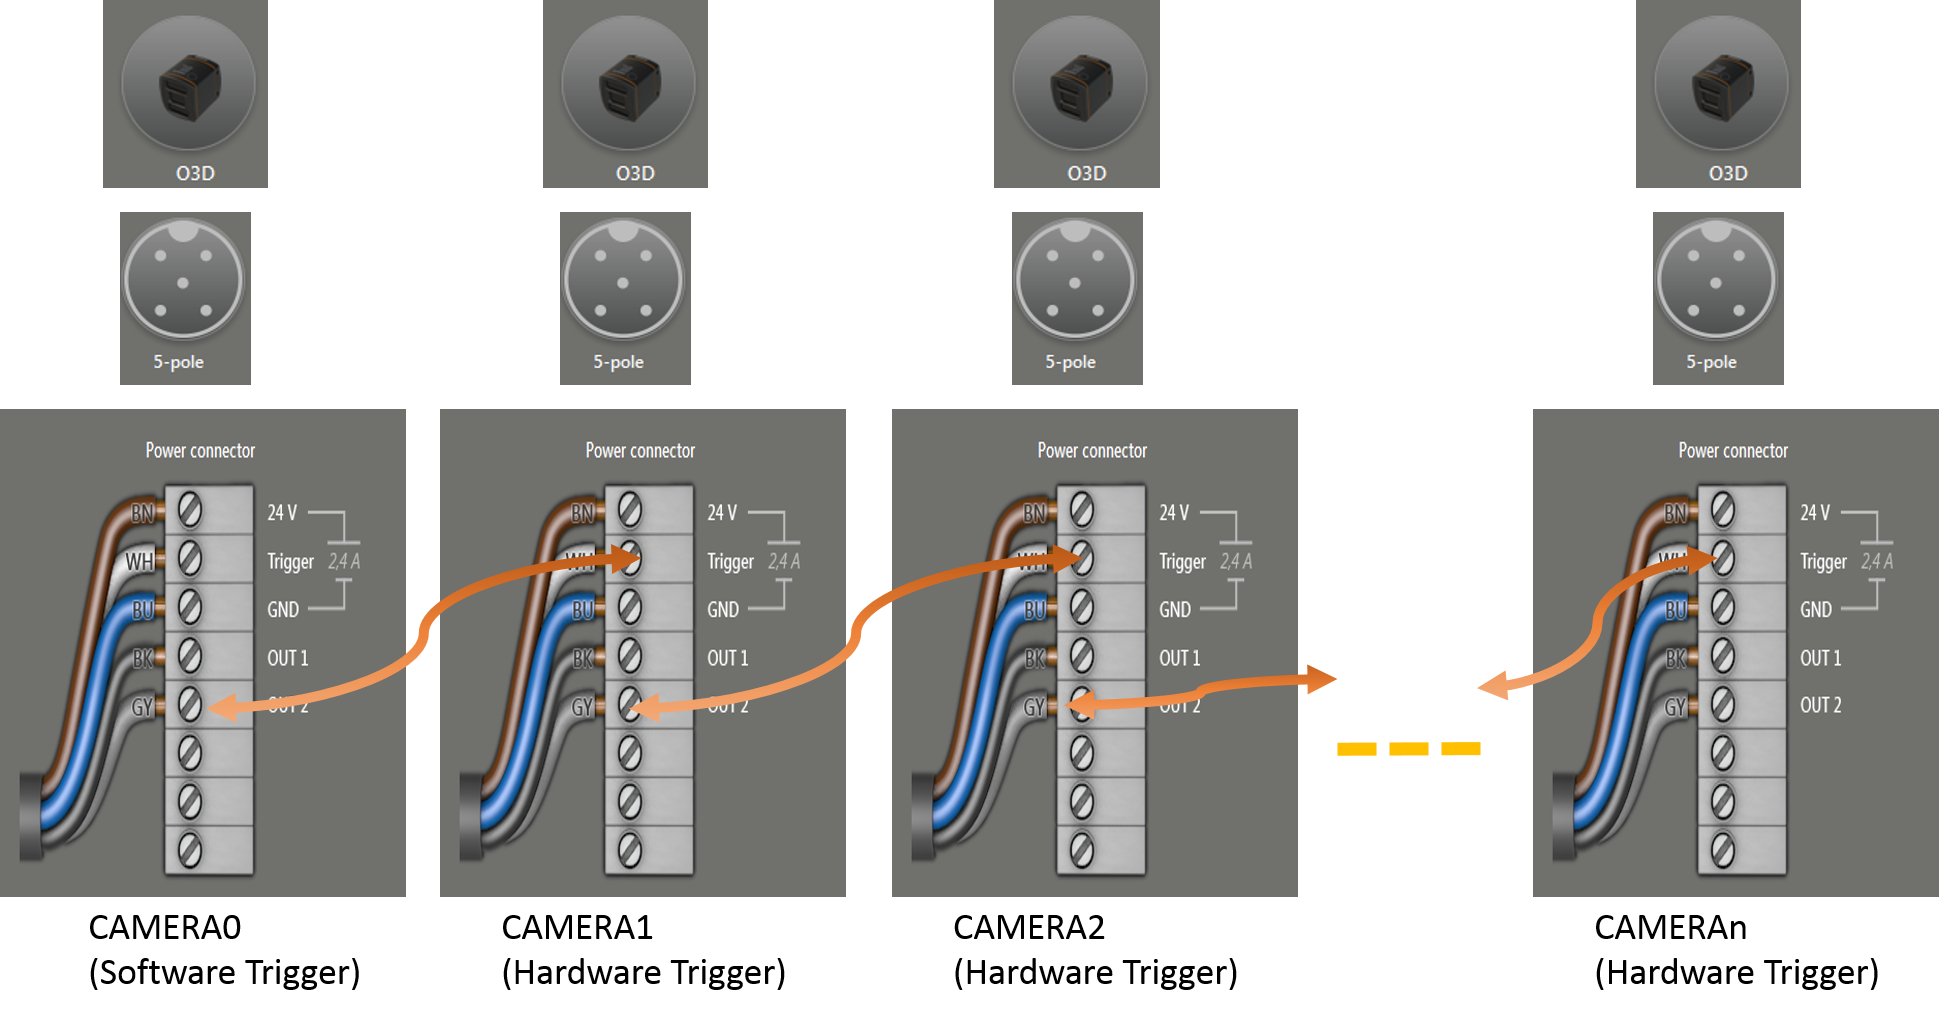 O3D
O3D
O3D
O3D
5-pole
5-pole
5-pole
5-pole
Power connector
BN
24 V
WH
Trigger
2,4 A
BU
GND
BK
OUT 1
GY
OUT 2
Power connector
BN
24 V
WH
Trigger
2,4 A
BU
GND
BK
OUT 1
GY
OUT 2
Power connector
BN
24 V
WH
Trigger
2,4 A
BU
GND
BK
OUT 1
GY
OUT 2
Power connector
BN
24 V
WH
Trigger
2,4 A
BU
GND
BK
OUT 1
GY
OUT 2
CAMERA0
(Software Trigger)
CAMERA1
(Hardware Trigger)
CAMERA2
(Hardware Trigger)
CAMERAn
(Hardware Trigger)